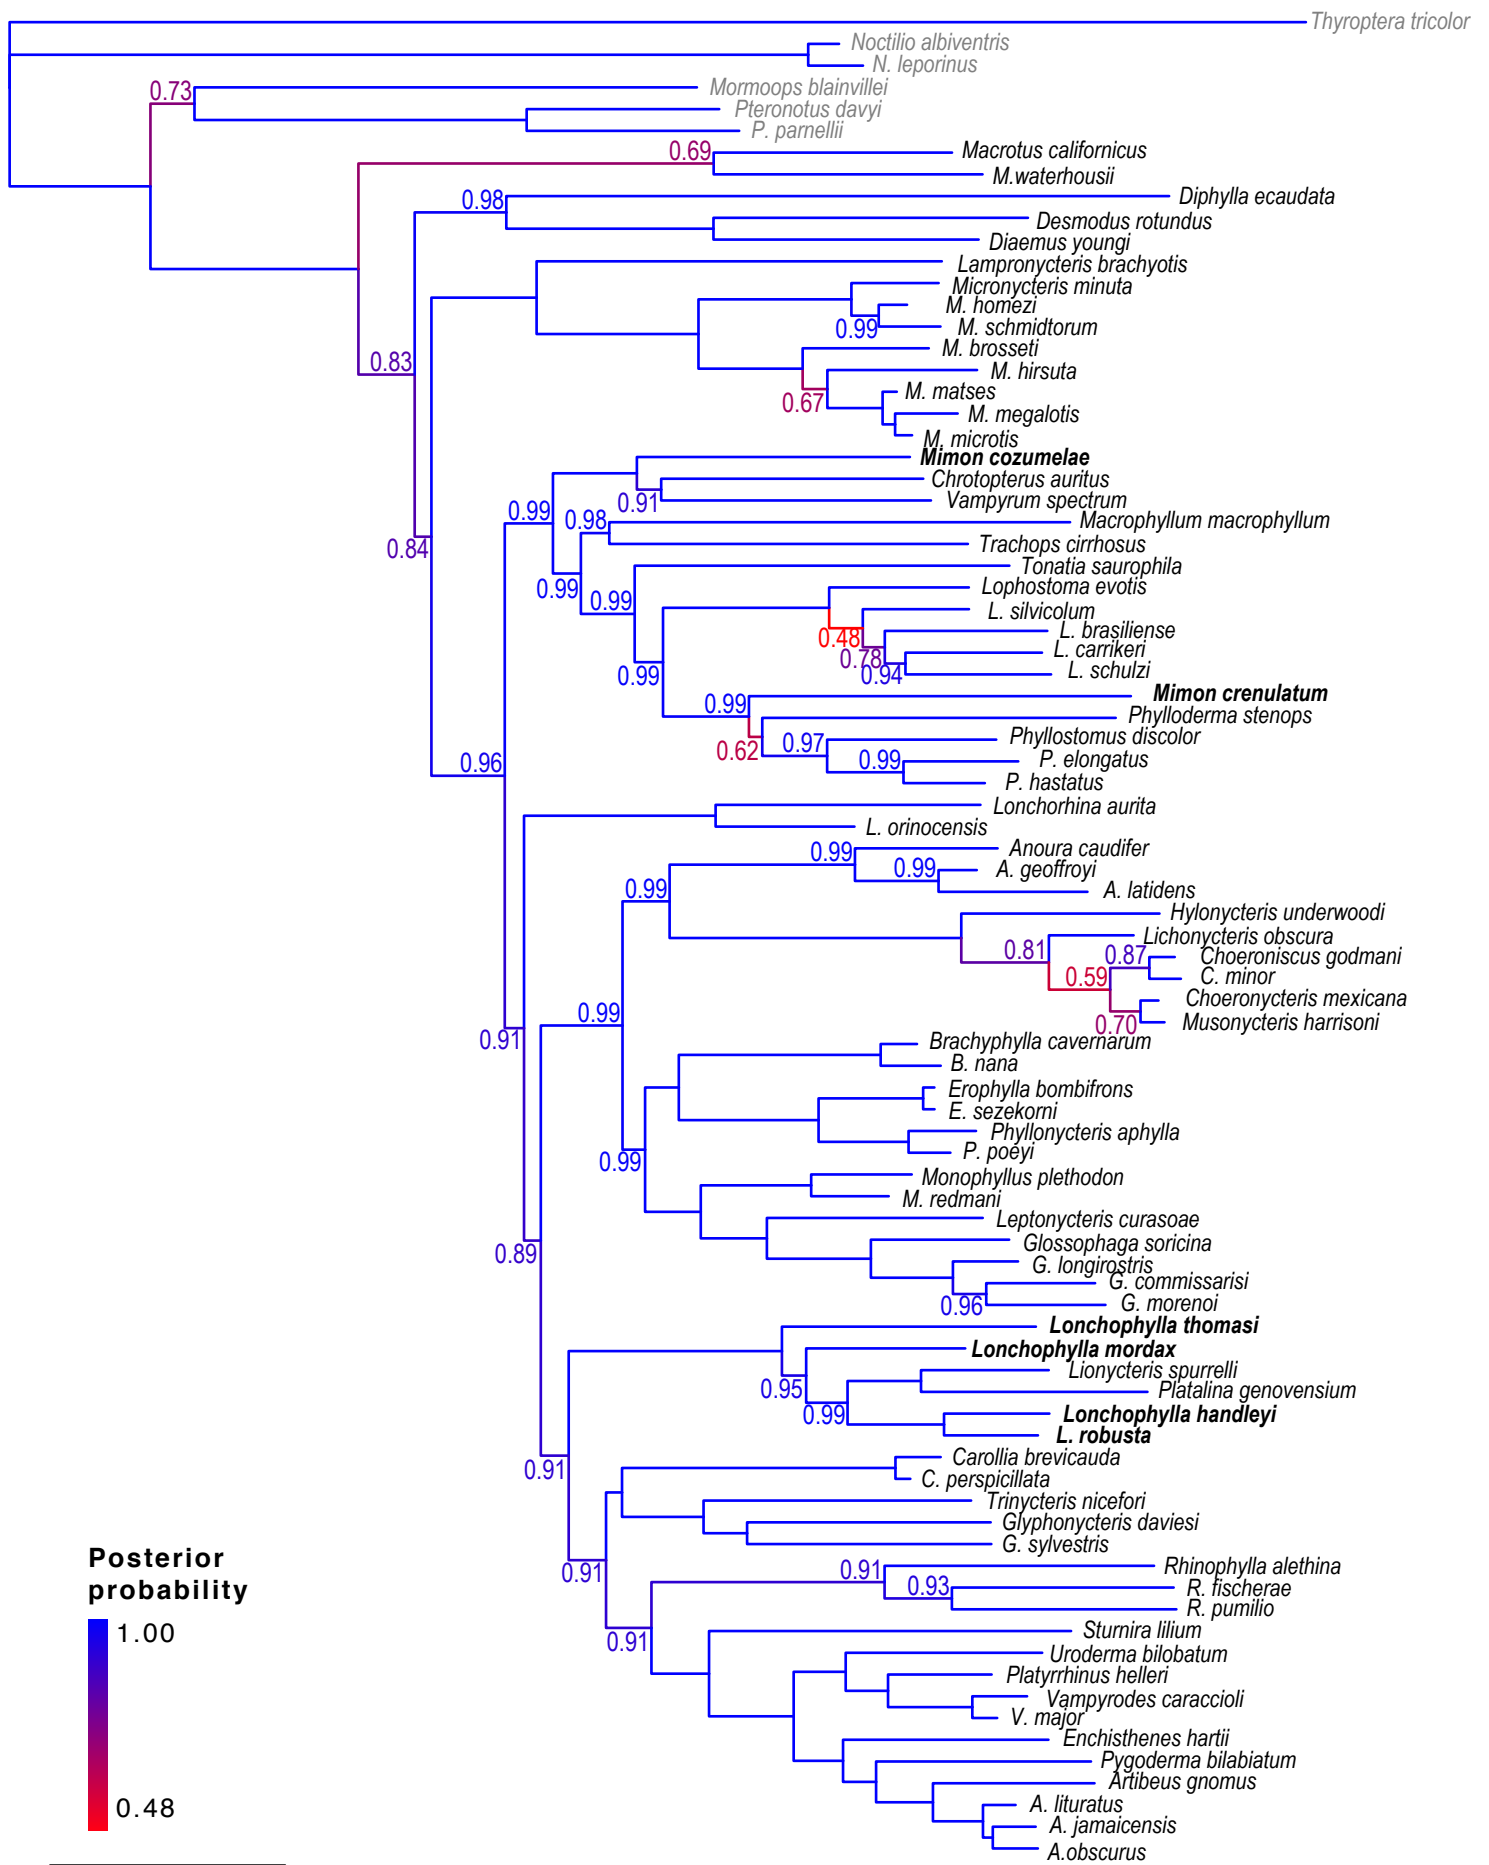 Thyroptera tricolor
Noctilio albiventris
N. leporinus
0.73
Mormoops blainvillei
Pteronotus davyi
P. parnellii
0.69
Macrotus californicus
M.waterhousii
0.98
Diphylla ecaudata
Desmodus rotundus
Diaemus youngi
Lampronycteris brachyotis
Micronycteris minuta
M. homezi
0.99
M. schmidtorum
M. brosseti
0.83
M. hirsuta
M. matses
0.67
M. megalotis
M. microtis
Mimon cozumelae
Chrotopterus auritus
0.91
Vampyrum spectrum
0.99
0.98
Macrophyllum macrophyllum
0.84
Trachops cirrhosus
Tonatia saurophila
0.99
0.99
Lophostoma evotis
L. silvicolum
0.48
L. brasiliense
0.78
L. carrikeri
0.99
0.94
L. schulzi
Mimon crenulatum
0.99
Phylloderma stenops
0.62
0.97
Phyllostomus discolor
0.96
0.99
P. elongatus
P. hastatus
Lonchorhina aurita
L. orinocensis
0.99
Anoura caudifer
0.99
A. geoffroyi
0.99
A. latidens
Hylonycteris underwoodi
Lichonycteris obscura
0.81
0.87
Choeroniscus godmani
0.59
C. minor
Choeronycteris mexicana
0.99
0.70
Musonycteris harrisoni
0.91
Brachyphylla cavernarum
B. nana
Erophylla bombifrons
E. sezekorni
Phyllonycteris aphylla
0.99
P. poeyi
Monophyllus plethodon
M. redmani
Leptonycteris curasoae
0.89
Glossophaga soricina
G. longirostris
G. commissarisi
0.96
G. morenoi
Lonchophylla thomasi
Lonchophylla mordax
Lionycteris spurrelli
0.95
Platalina genovensium
0.99
Lonchophylla handleyi
L. robusta
Carollia brevicauda
0.91
C. perspicillata
Trinycteris nicefori
Glyphonycteris daviesi
G. sylvestris
0.91
0.91
Rhinophylla alethina
0.93
R. fischerae
R. pumilio
0.91
Sturnira lilium
Uroderma bilobatum
Platyrrhinus helleri
Vampyrodes caraccioli
V. major
Enchisthenes hartii
Pygoderma bilabiatum
Artibeus gnomus
A. lituratus
A. jamaicensis
A.obscurus
Posterior
probability
1.00
0.48